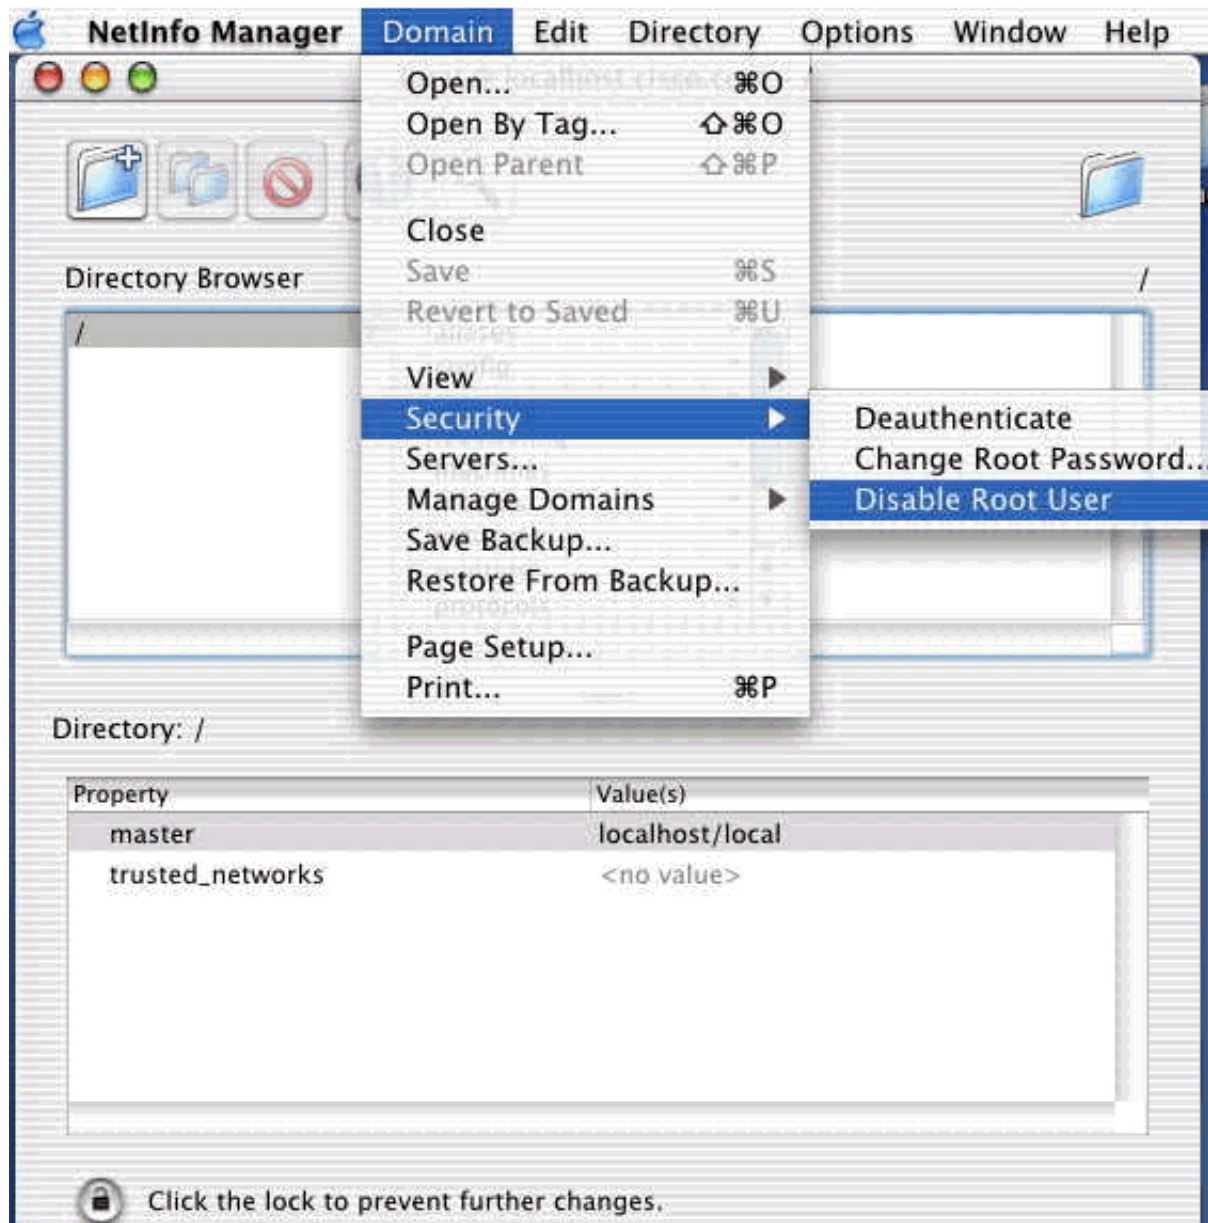 NetInfo Manager Domain Edit Directory Options Window Help
Open... ⌘O
Open By Tag... ⇧⌘O
Open Parent ⇧⌘P
Close
Save ⌘S
Revert to Saved ⌘U
View
Security
Servers...
Manage Domains
Save Backup...
Restore From Backup...
Page Setup...
Print... ⌘P
Deauthenticate
Change Root Password...
Disable Root User
Directory Browser /
/
protocols
Directory: /
Property Value(s)
master localhost/local
trusted_networks <no value>
Click the lock to prevent further changes.